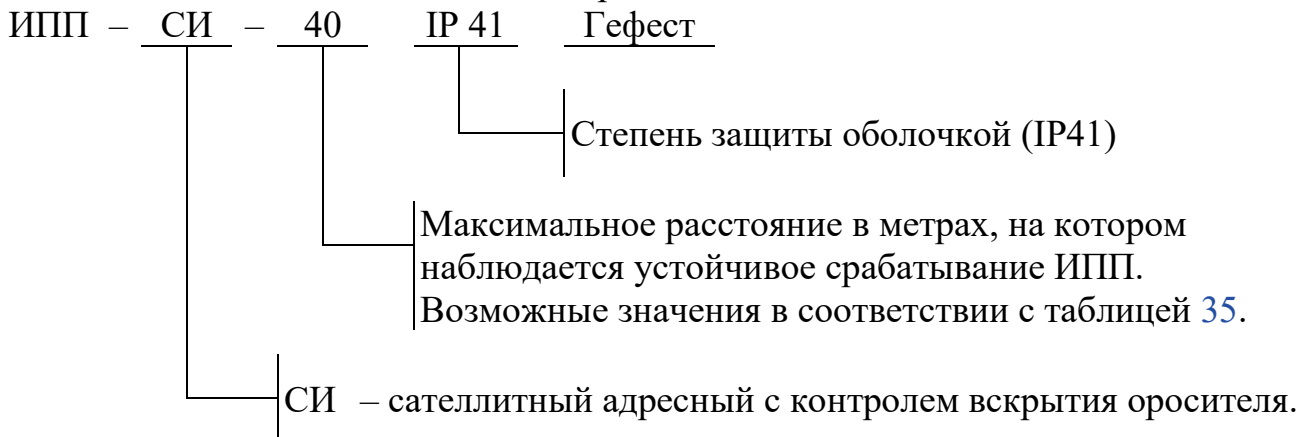 ИПП – СИ – 40 IP 41 Гефест
Степень защиты оболочкой (IP41)
Максимальное расстояние в метрах, на котором
наблюдается устойчивое срабатывание ИПП.
Возможные значения в соответствии с таблицей 35.
СИ – сателлитный адресный с контролем вскрытия оросителя.